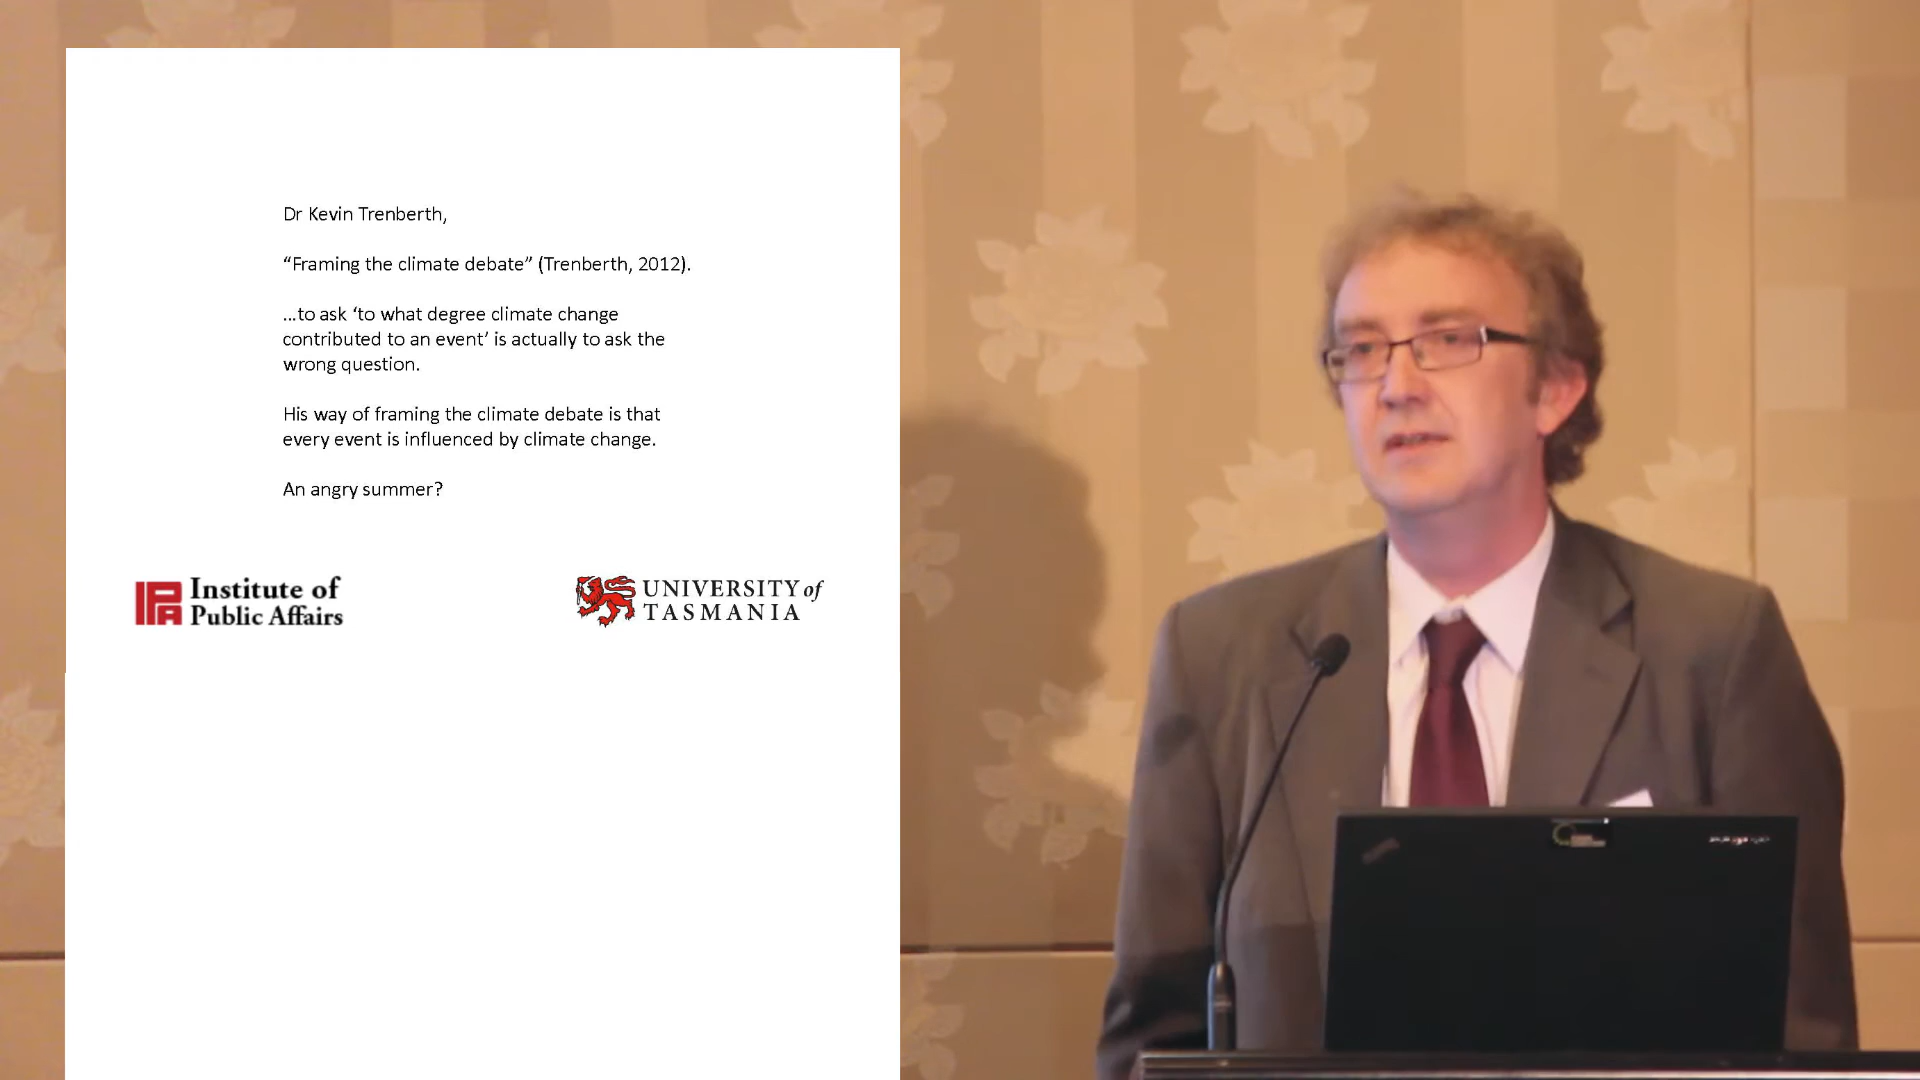 Dr Kevin Trenberth,
“Framing the climate debate” (Trenberth, 2012).
...to ask ‘to what degree climate change
contributed to an event’ is actually to ask the
wrong question.
His way of framing the climate debate is that
every event is influenced by climate change.
An angry summer?
IPA Institute of
Public Affairs
UNIVERSITY of
TASMANIA